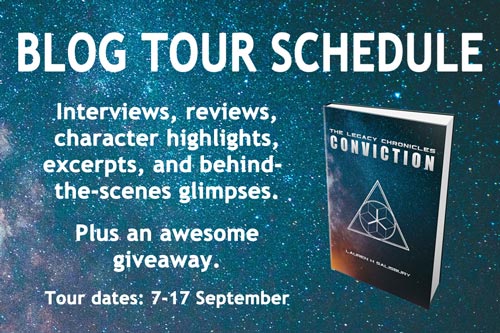 BLOG TOUR SCHEDULE
Interviews, reviews,
character highlights,
excerpts, and behind-
the-scenes glimpses.
Plus an awesome
giveaway.
Tour dates: 7-17 September
THE LEGACY CHRONICLES
CONVICTION
LAUREN H SALISBURY